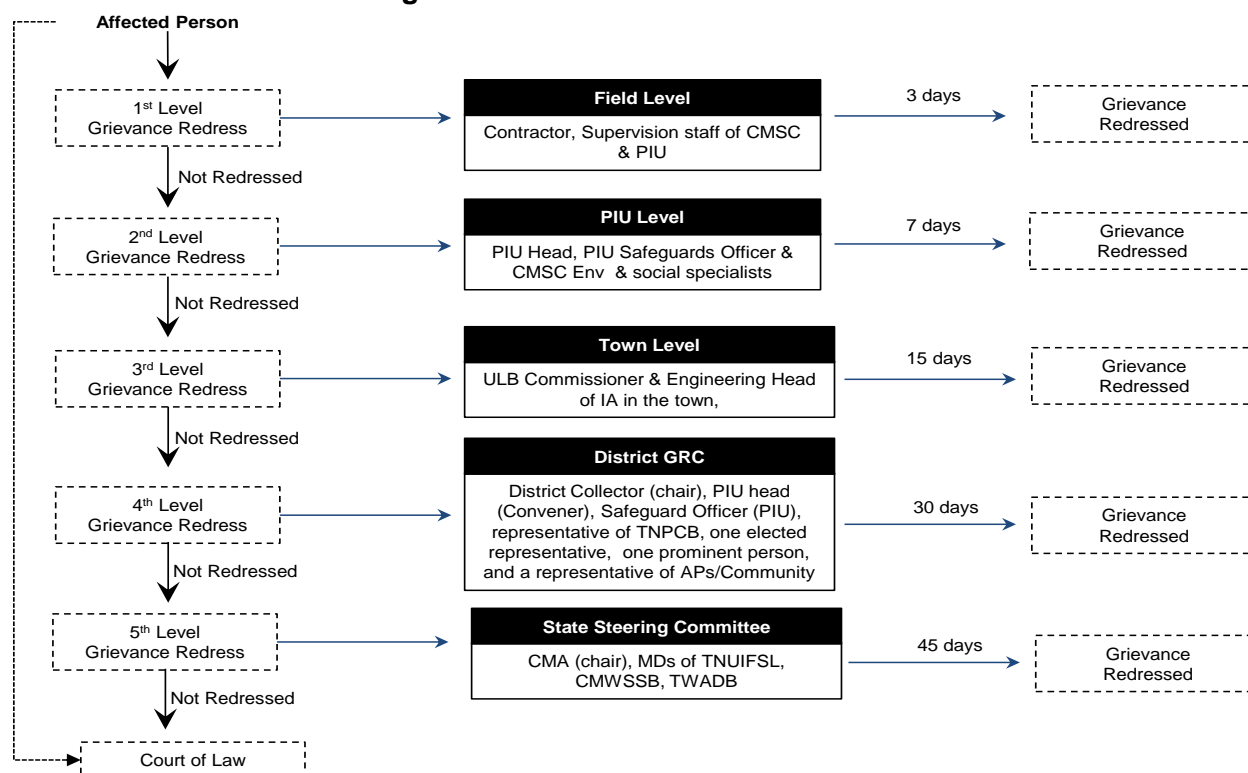 Affected Person
1st Level
Grievance Redress
Field Level
Contractor, Supervision staff of CMSC
& PIU
3 days
Grievance
Redressed
Not Redressed
2nd Level
Grievance Redress
PIU Level
PIU Head, PIU Safeguards Officer &
CMSC Env & social specialists
7 days
Grievance
Redressed
Not Redressed
3rd Level
Grievance Redress
Town Level
ULB Commissioner & Engineering Head
of IA in the town,
15 days
Grievance
Redressed
Not Redressed
4th Level
Grievance Redress
District GRC
District Collector (chair), PIU head
(Convener), Safeguard Officer (PIU),
representative of TNPCB, one elected
representative, one prominent person,
and a representative of APs/Community
30 days
Grievance
Redressed
Not Redressed
5th Level
Grievance Redress
State Steering Committee
CMA (chair), MDs of TNUIFSL,
CMWSSB, TWADB
45 days
Grievance
Redressed
Not Redressed
Court of Law